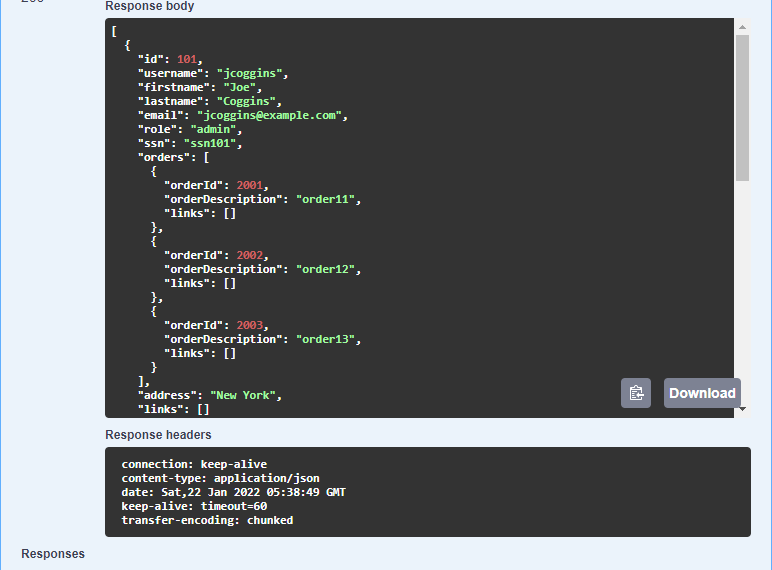 Response body
[
  {
    "id": 101,
    "username": "jcoggins",
    "firstname": "Joe",
    "lastname": "Coggins",
    "email": "jcoggins@example.com",
    "role": "admin",
    "ssn": "ssn101",
    "orders": [
      {
        "orderId": 2001,
        "orderDescription": "order11",
        "links": []
      },
      {
        "orderId": 2002,
        "orderDescription": "order12",
        "links": []
      },
      {
        "orderId": 2003,
        "orderDescription": "order13",
        "links": []
      }
    ],
    "address": "New York",
    "links": []
Download
Response headers
connection: keep-alive
content-type: application/json
date: Sat,22 Jan 2022 05:38:49 GMT
keep-alive: timeout=60
transfer-encoding: chunked
Responses